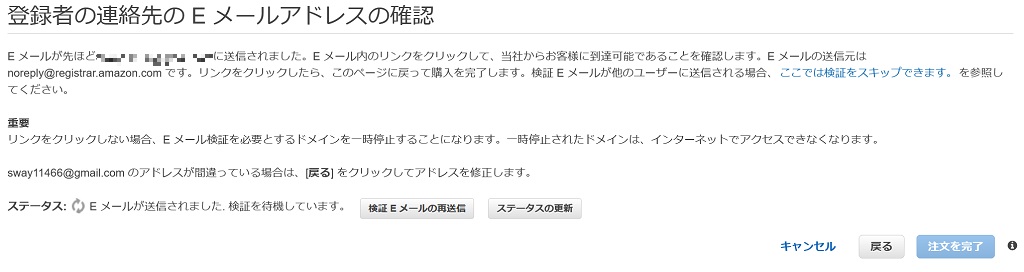 登録者の連絡先の E メールアドレスの確認
E メールが先ほど に送信されました。E メール内のリンクをクリックして、当社からお客様に到達可能であることを確認します。E メールの送信元は
noreply@registrar.amazon.com です。リンクをクリックしたら、このページに戻って購入を完了します。検証 E メールが他のユーザーに送信される場合、 ここでは検証をスキップできます。 を参照し
てください。
重要
リンクをクリックしない場合、E メール検証を必要とするドメインを一時停止することになります。一時停止されたドメインは、インターネットでアクセスできなくなります。
sway11466@gmail.com のアドレスが間違っている場合は、[戻る] をクリックしてアドレスを修正します。
ステータス: E メールが送信されました. 検証を待機しています。 検証 E メールの再送信 ステータスの更新
キャンセル 戻る 注文を完了